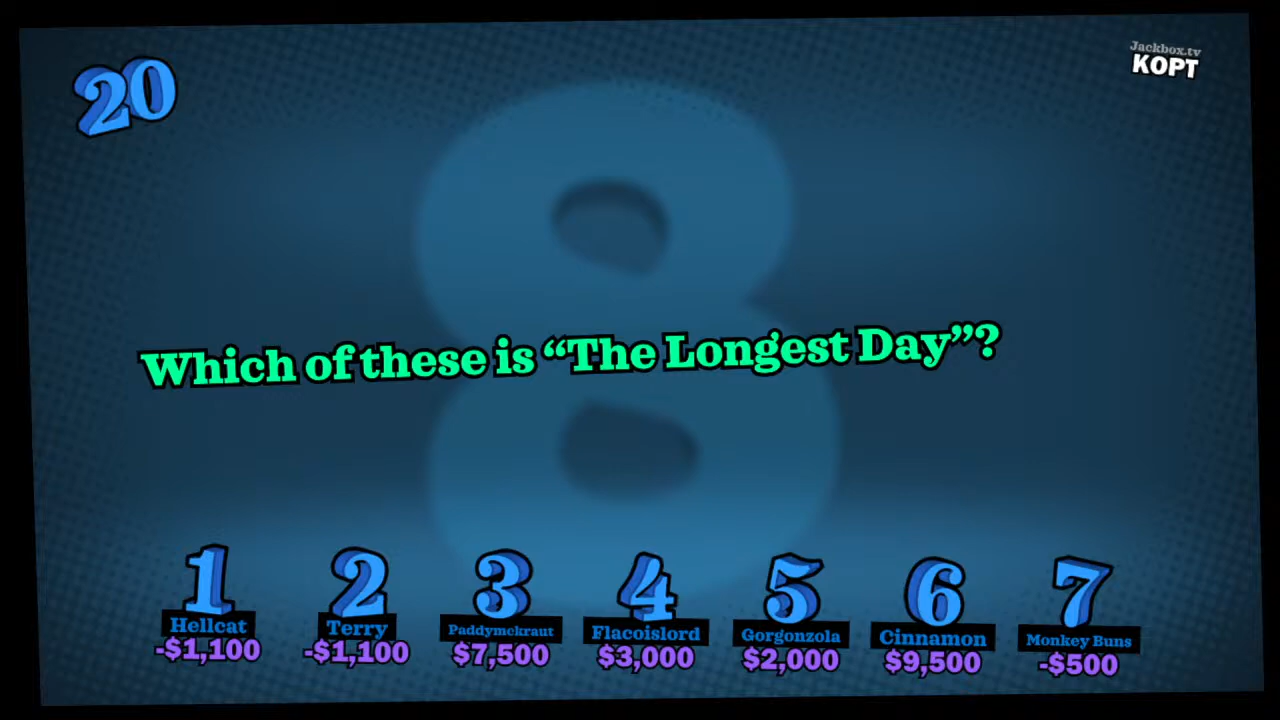 20
Jackbox.tv
KOPT
8
Which of these is “The Longest Day”?
1 2 3 4 5 6 7
Hellcat Terry Paddymckraut Flacoislord Gorgonzola Cinnamon Monkey Buns
-$1,100 -$1,100 $7,500 $3,000 $2,000 $9,500 -$500